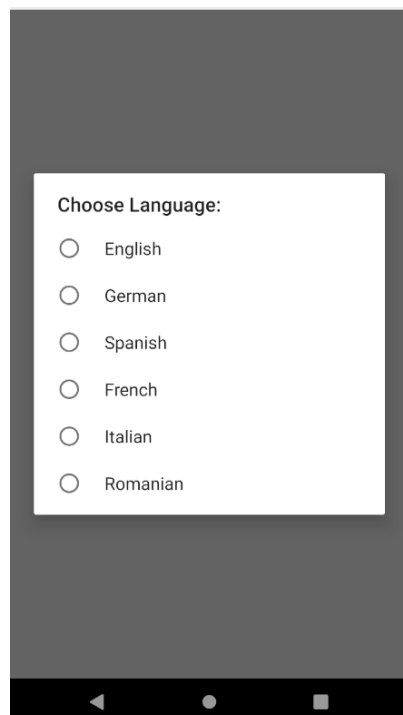 Choose Language:
English
German
Spanish
French
Italian
Romanian